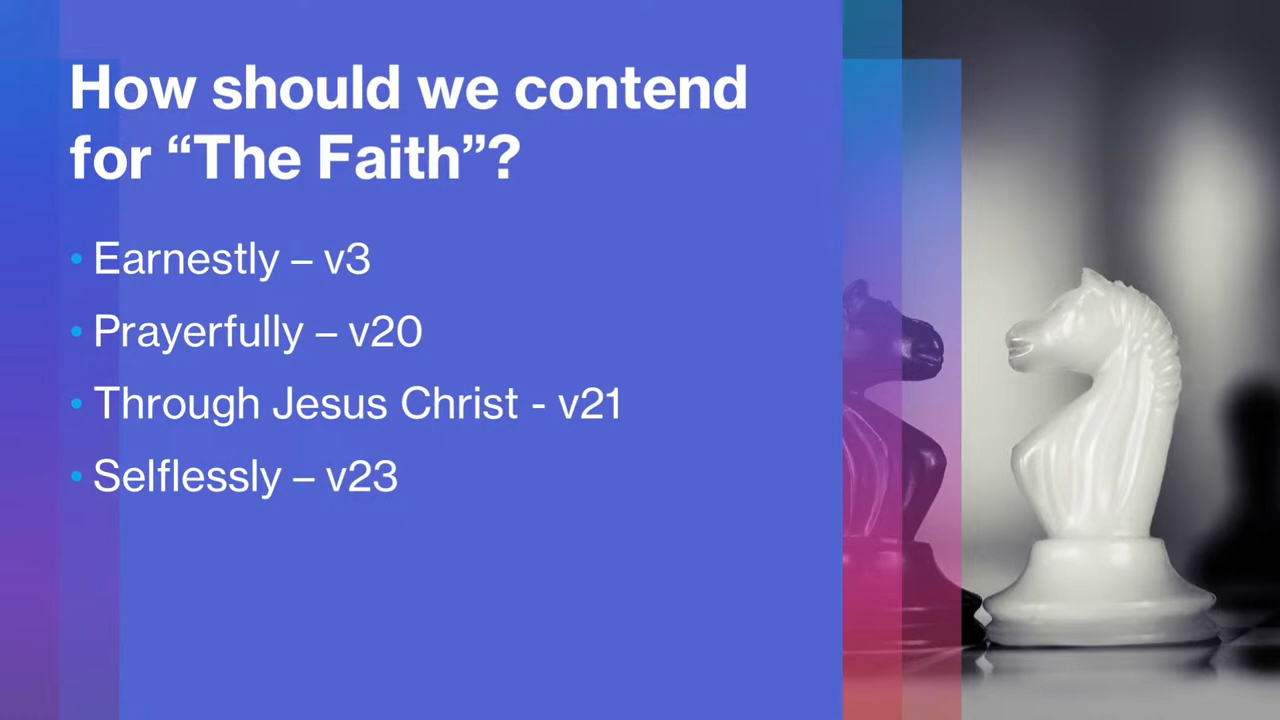 How should we contend
for “The Faith”?
• Earnestly – v3
• Prayerfully – v20
• Through Jesus Christ - v21
• Selflessly – v23